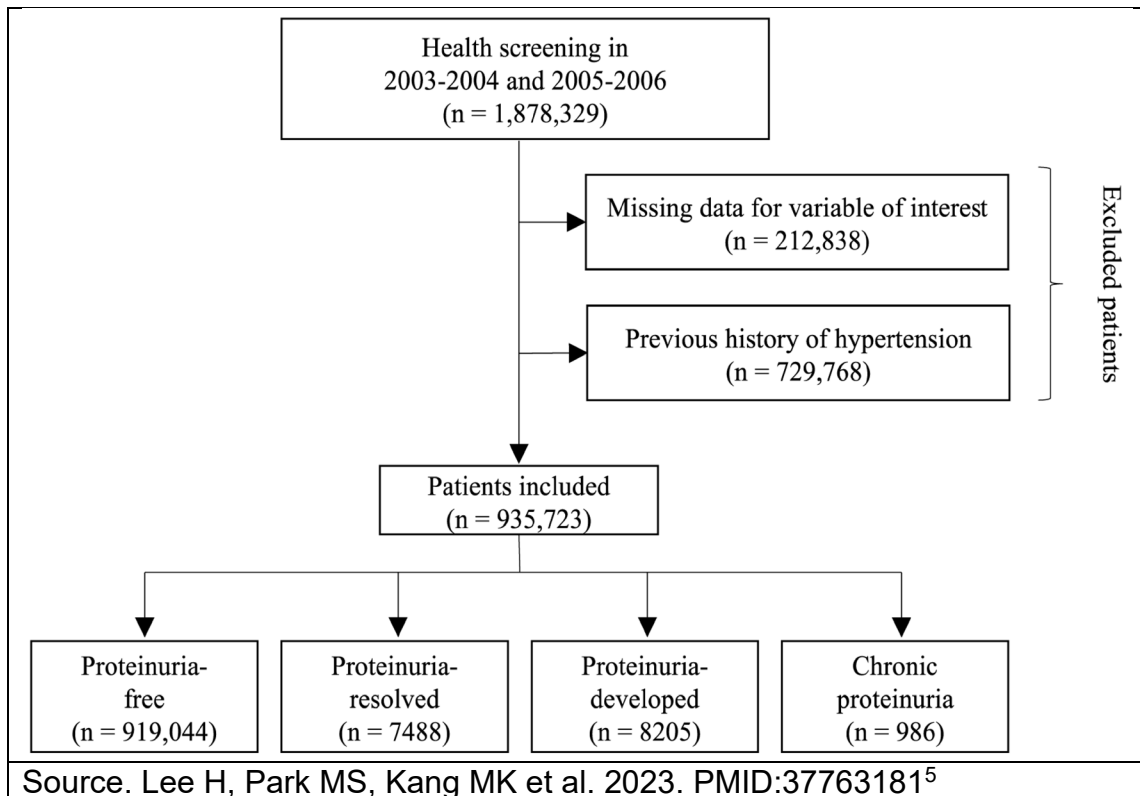 Health screening in
2003-2004 and 2005-2006
(n = 1,878,329)
Missing data for variable of interest
(n = 212,838)
Previous history of hypertension
(n = 729,768)
Excluded patients
Patients included
(n = 935,723)
Proteinuria-
free
(n = 919,044)
Proteinuria-
resolved
(n = 7488)
Proteinuria-
developed
(n = 8205)
Chronic
proteinuria
(n = 986)
Source. Lee H, Park MS, Kang MK et al. 2023. PMID:37763181⁵